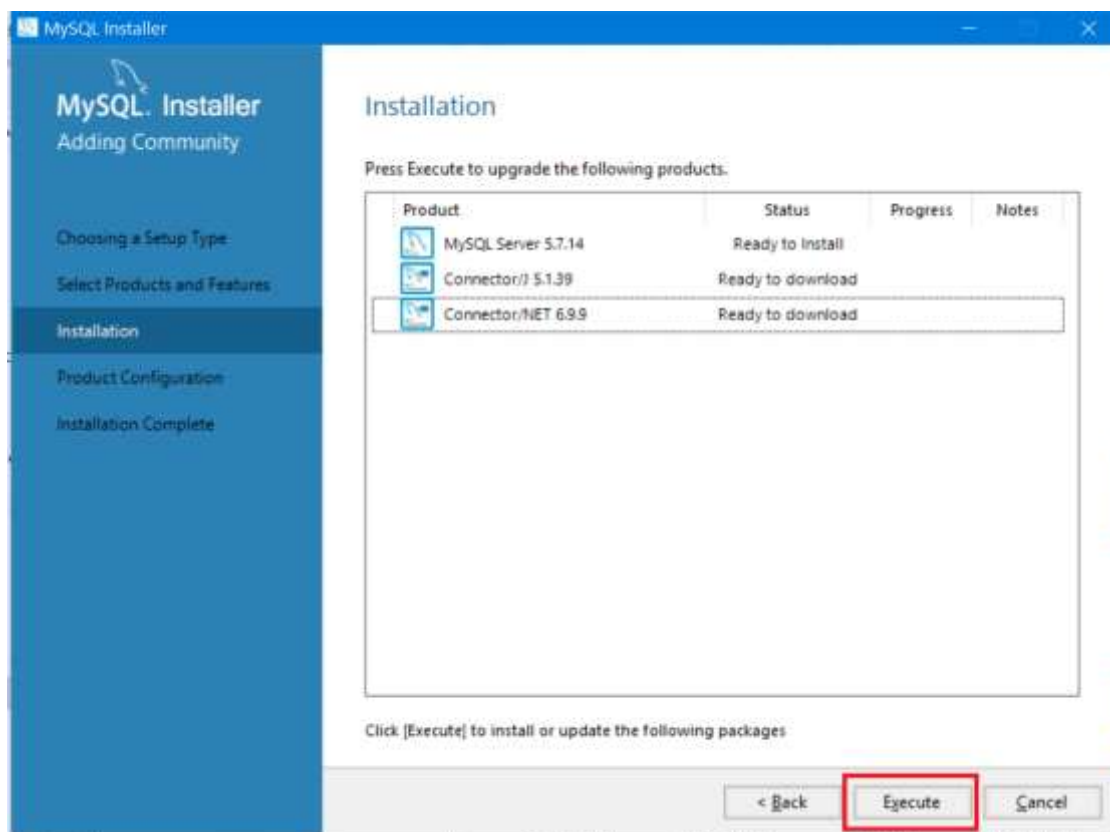 MySQL Installer
MySQL. Installer
Adding Community
Choosing a Setup Type
Select Products and Features
Installation
Product Configuration
Installation Complete
Installation
Press Execute to upgrade the following products.
Product Status Progress Notes
MySQL Server 5.7.14 Ready to Install
Connector/J 5.1.39 Ready to download
Connector/NET 6.9.9 Ready to download
Click [Execute] to install or update the following packages
< Back Execute Cancel